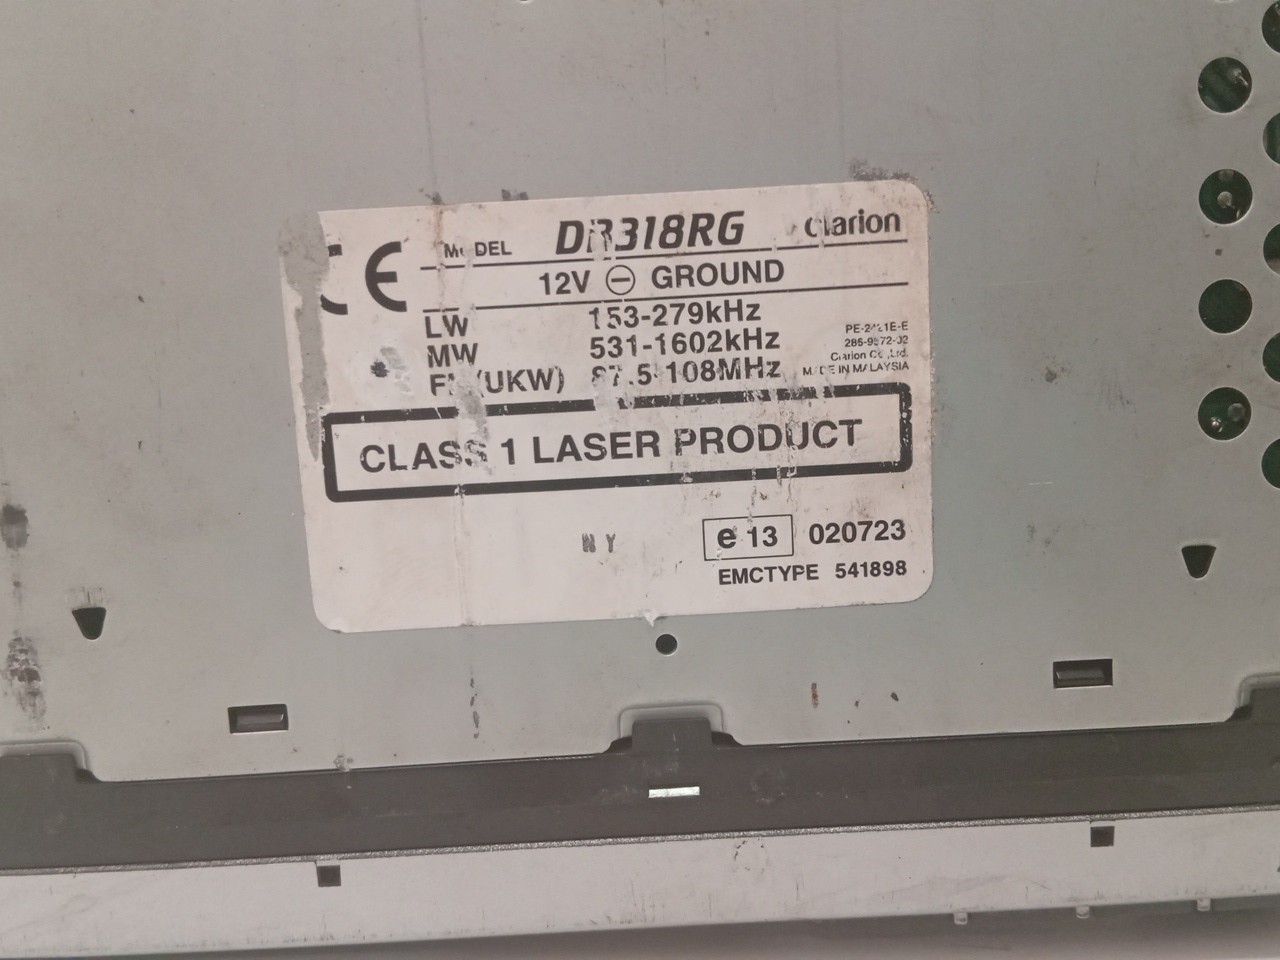 CE
MODEL DB318RG Clarion
12V ⊖ GROUND
LW 153-279kHz
MW 531-1602kHz
FM (UKW) 87.5-108MHz
Clarion Co.,Ltd.
MADE IN MALAYSIA
CLASS 1 LASER PRODUCT
NY
e 13 020723
EMCTYPE 541898